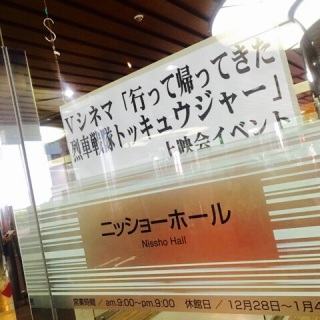 Vシネマ「行って帰ってきた
烈車戦隊トッキュウジャー」
上映会イベント
ニッショーホール
Nissho Hall
営業時間 / am.9:00～pm.9:00 休館日 / 12月28日～1月4